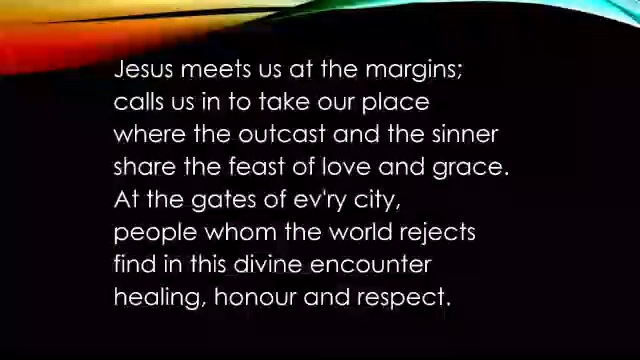 Jesus meets us at the margins;
calls us in to take our place
where the outcast and the sinner
share the feast of love and grace.
At the gates of ev'ry city,
people whom the world rejects
find in this divine encounter
healing, honour and respect.